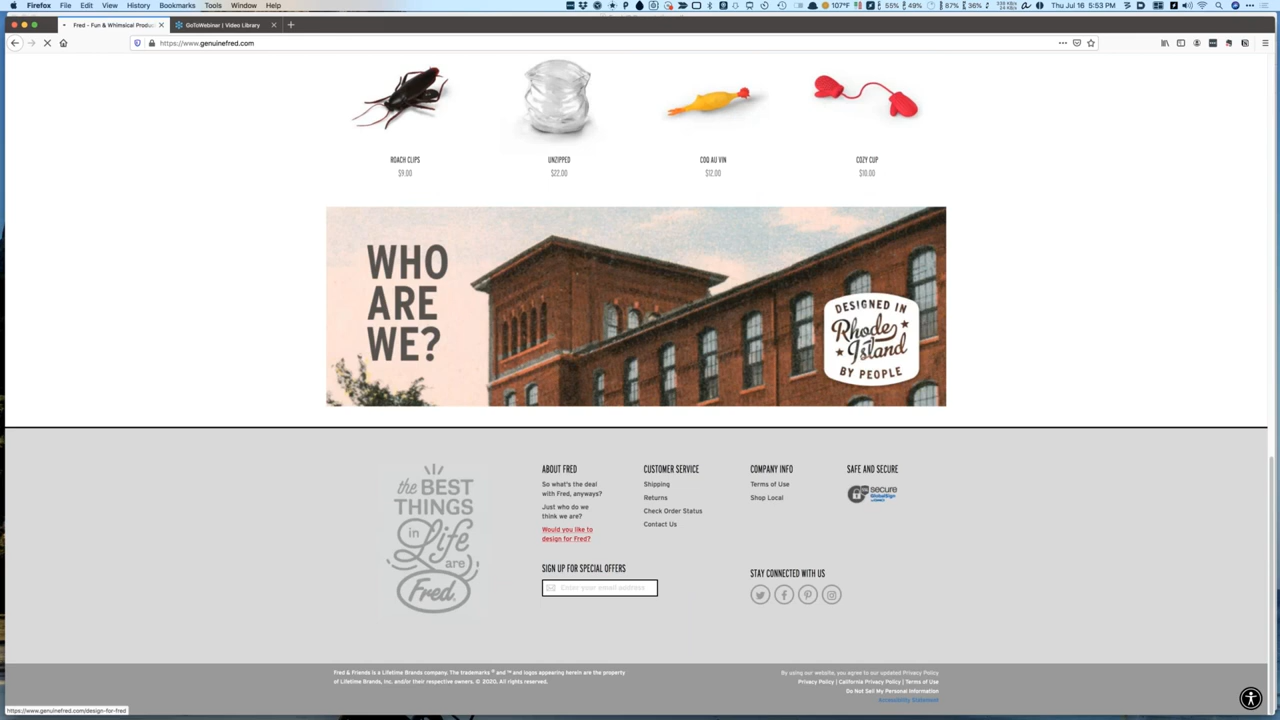 Firefox File Edit View History Bookmarks Tools Window Help
107°F 55% 49% 87% 36% Thu Jul 16 5:53 PM
Fred - Fun & Whimsical Produc
GoToWebinar | Video Library
https://www.genuinefred.com
ROACH CLIPS
$9.00
UNZIPPED
$22.00
COQ AU VIN
$12.00
COZY CUP
$10.00
WHO
ARE
WE?
DESIGNED IN
Rhode
Island
BY PEOPLE
the BEST
THINGS
in Life
are
Fred.
ABOUT FRED
So what's the deal
with Fred, anyways?
Just who do we
think we are?
Would you like to
design for Fred?
CUSTOMER SERVICE
Shipping
Returns
Check Order Status
Contact Us
COMPANY INFO
Terms of Use
Shop Local
SAFE AND SECURE
secure
GlobalSign
SIGN UP FOR SPECIAL OFFERS
Enter your email address
STAY CONNECTED WITH US
Fred & Friends is a Lifetime Brands company. The trademarks ® and ™ and logos appearing herein are the property
of Lifetime Brands, Inc. and/or their respective owners. © 2020. All rights reserved.
By using our website, you agree to our updated Privacy Policy
Privacy Policy | California Privacy Policy | Terms of Use
Do Not Sell My Personal Information
Accessibility Statement
https://www.genuinefred.com/design-for-fred